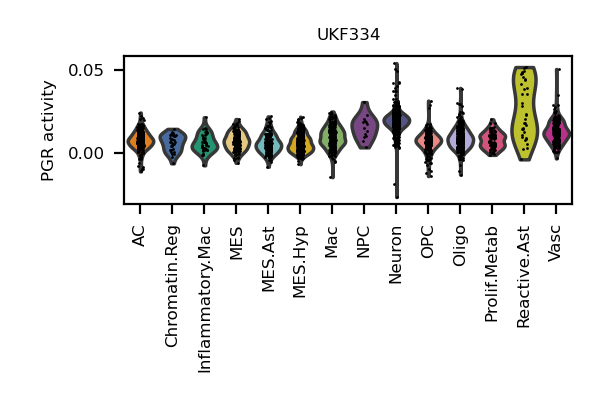 UKF334
PGR activity
0.05
0.00
AC
Chromatin.Reg
Inflammatory.Mac
MES
MES.Ast
MES.Hyp
Mac
NPC
Neuron
OPC
Oligo
Prolif.Metab
Reactive.Ast
Vasc